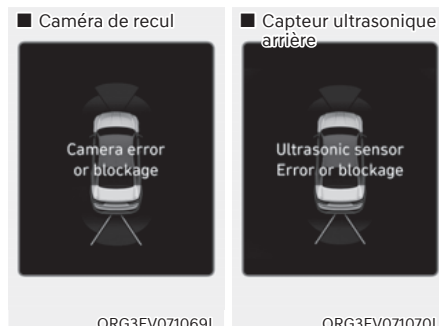 ■ Caméra de recul
Camera error
or blockage
ORG3EV071069L
■ Capteur ultrasonique
arrière
Ultrasonic sensor
Error or blockage
ORG3EV071070L